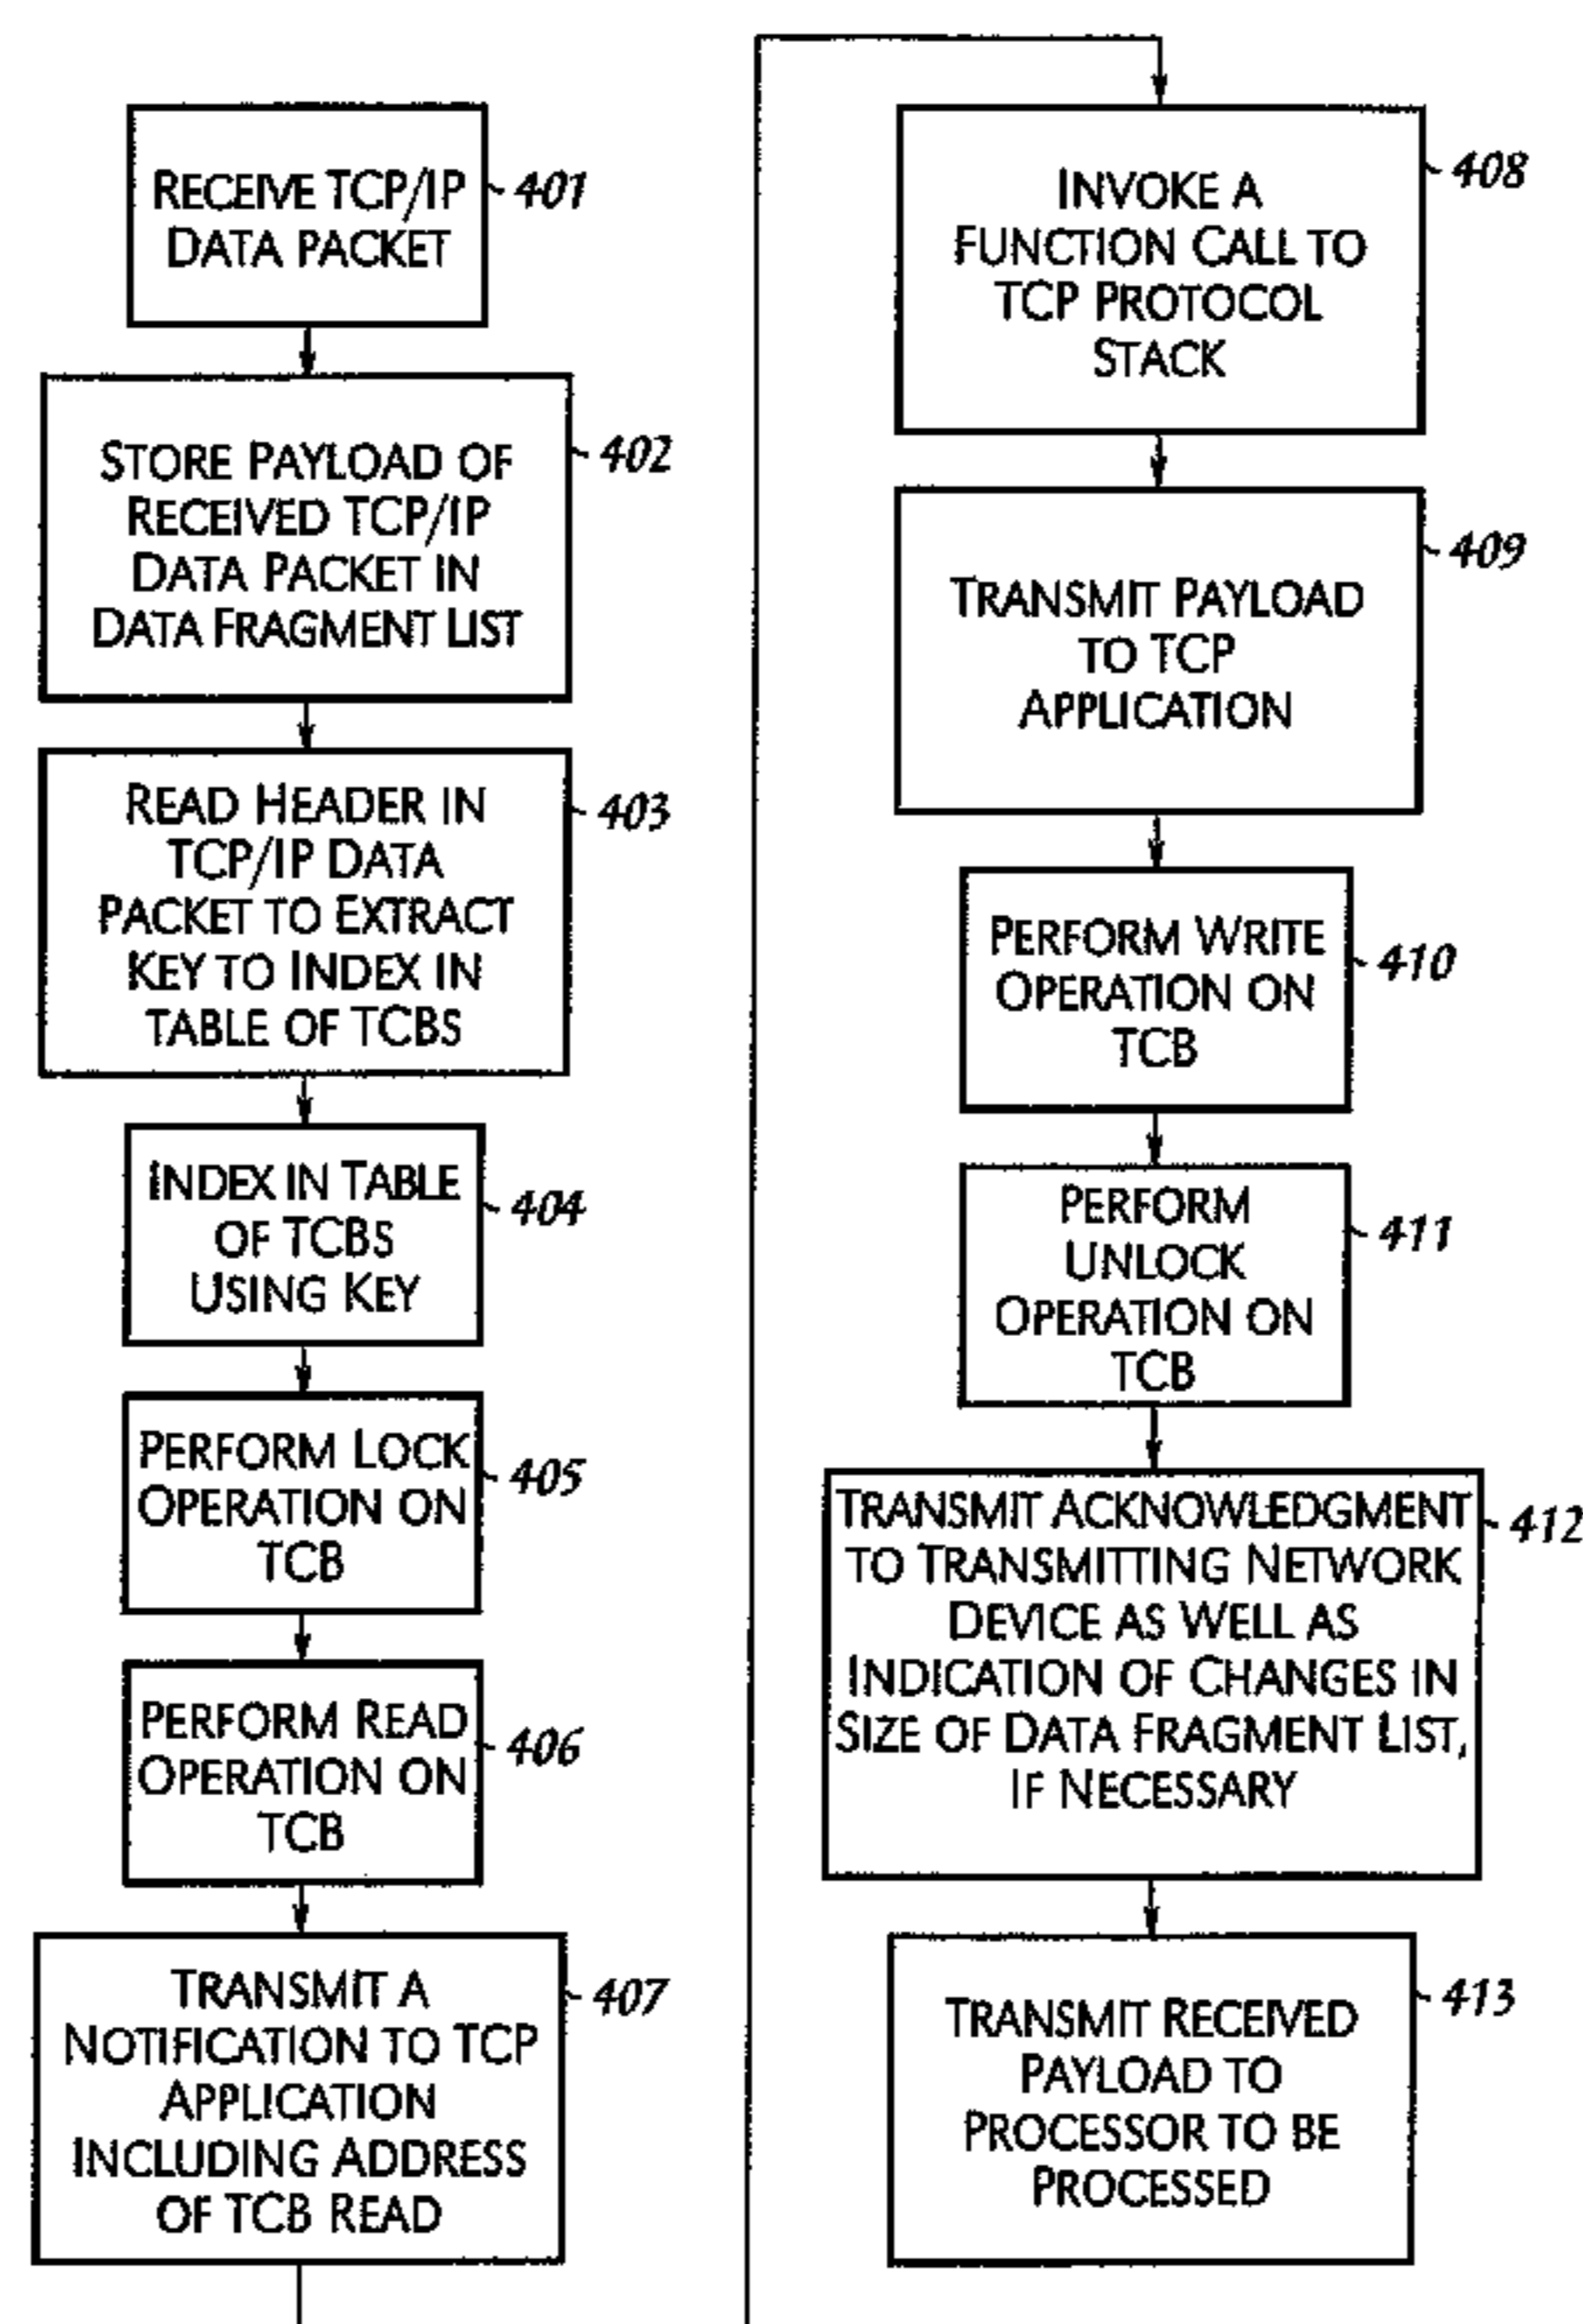 RECEIVE TCP/IP
DATA PACKET
401
STORE PAYLOAD OF
RECEIVED TCP/IP
DATA PACKET IN
DATA FRAGMENT LIST
402
READ HEADER IN
TCP/IP DATA
PACKET TO EXTRACT
KEY TO INDEX IN
TABLE OF TCBS
403
INDEX IN TABLE
OF TCBS
USING KEY
404
PERFORM LOCK
OPERATION ON
TCB
405
PERFORM READ
OPERATION ON
TCB
406
TRANSMIT A
NOTIFICATION TO TCP
APPLICATION
INCLUDING ADDRESS
OF TCB READ
407
INVOKE A
FUNCTION CALL TO
TCP PROTOCOL
STACK
408
TRANSMIT PAYLOAD
TO TCP
APPLICATION
409
PERFORM WRITE
OPERATION ON
TCB
410
PERFORM
UNLOCK
OPERATION ON
TCB
411
TRANSMIT ACKNOWLEDGMENT
TO TRANSMITTING NETWORK
DEVICE AS WELL AS
INDICATION OF CHANGES IN
SIZE OF DATA FRAGMENT LIST,
IF NECESSARY
412
TRANSMIT RECEIVED
PAYLOAD TO
PROCESSOR TO BE
PROCESSED
413